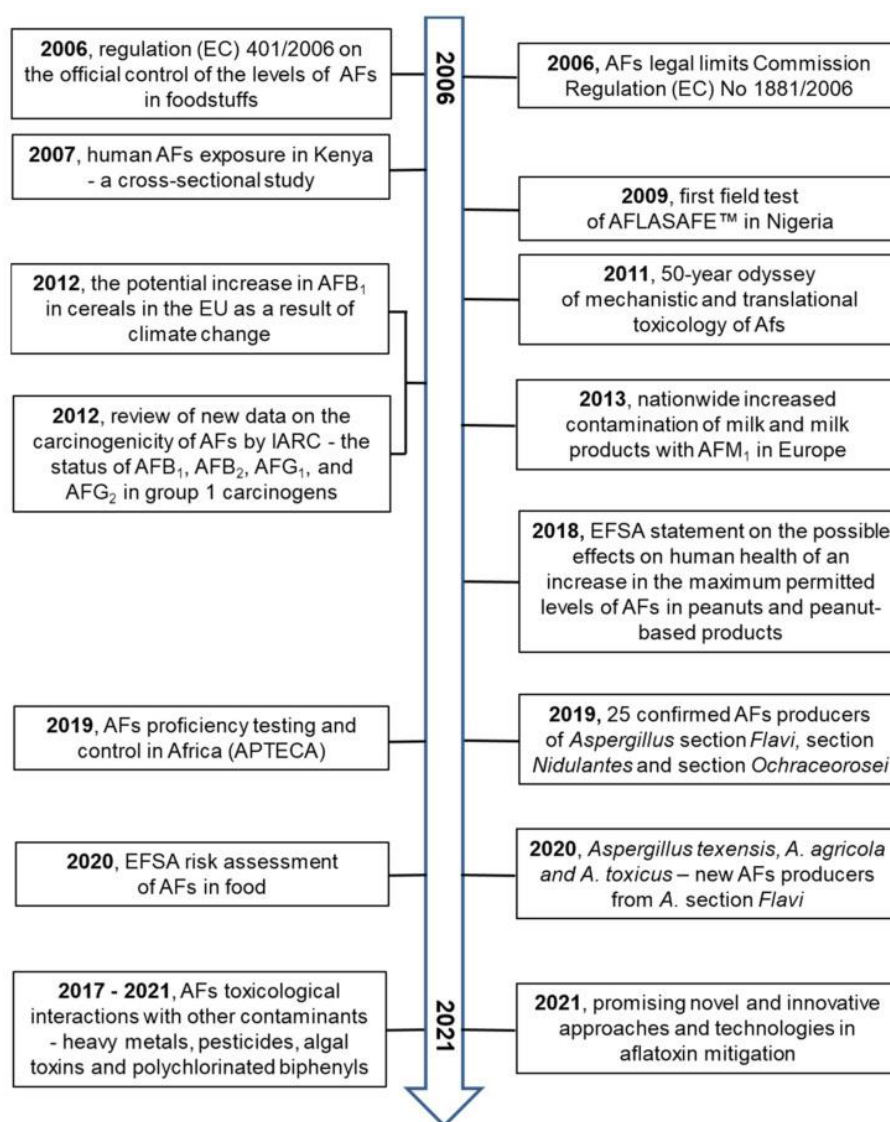 2006, regulation (EC) 401/2006 on
the official control of the levels of AFs
in foodstuffs
2006
2006, AFs legal limits Commission
Regulation (EC) No 1881/2006
2007, human AFs exposure in Kenya
- a cross-sectional study
2009, first field test
of AFLASAFE™ in Nigeria
2011, 50-year odyssey
of mechanistic and translational
toxicology of Afs
2012, the potential increase in AFB₁
in cereals in the EU as a result of
climate change
2012, review of new data on the
carcinogenicity of AFs by IARC - the
status of AFB₁, AFB₂, AFG₁, and
AFG₂ in group 1 carcinogens
2013, nationwide increased
contamination of milk and milk
products with AFM₁ in Europe
2018, EFSA statement on the possible
effects on human health of an
increase in the maximum permitted
levels of AFs in peanuts and peanut-
based products
2019, AFs proficiency testing and
control in Africa (APTECA)
2019, 25 confirmed AFs producers
of Aspergillus section Flavi, section
Nidulantes and section Ochraceorosei
2020, EFSA risk assessment
of AFs in food
2020, Aspergillus texensis, A. agricola
and A. toxicus – new AFs producers
from A. section Flavi
2017 - 2021, AFs toxicological
interactions with other contaminants
- heavy metals, pesticides, algal
toxins and polychlorinated biphenyls
2021
2021, promising novel and innovative
approaches and technologies in
aflatoxin mitigation